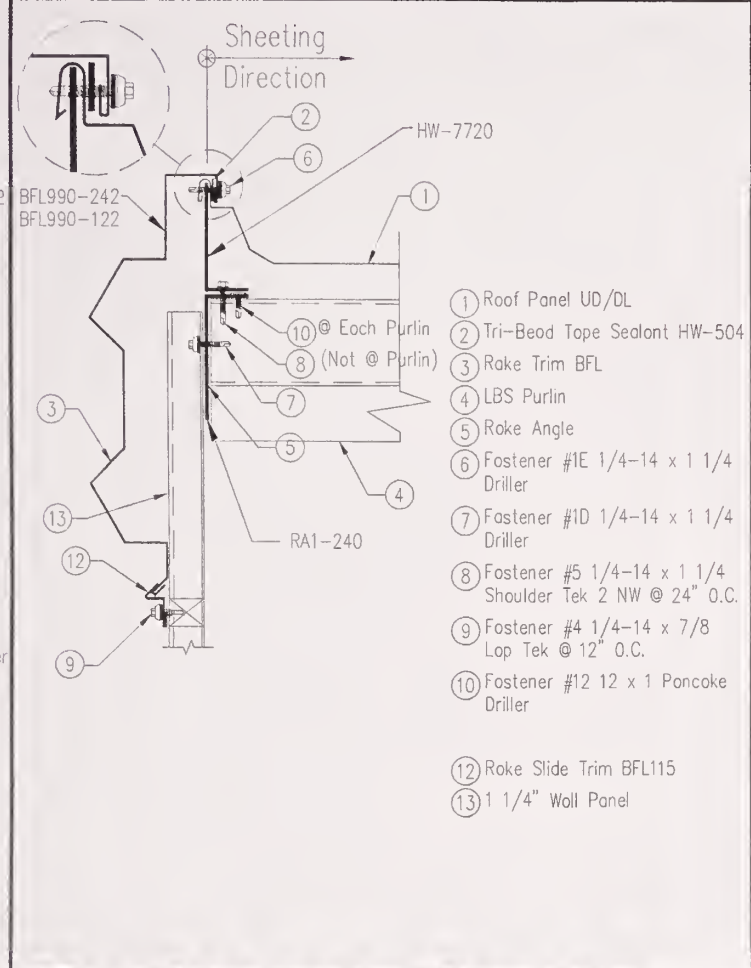 Sheeting
Direction
2
6
HW-7720
1
2
BFL990-242
BFL990-122
10 @ Each Purlin
8 (Not @ Purlin)
7
3
5
4
13
RA1-240
12
9
er
1 Roof Panel UD/DL
2 Tri-Bead Tape Sealant HW-504
3 Rake Trim BFL
4 LBS Purlin
5 Rake Angle
6 Fastener #1E 1/4-14 x 1 1/4
Driller
7 Fastener #1D 1/4-14 x 1 1/4
Driller
8 Fastener #5 1/4-14 x 1 1/4
Shoulder Tek 2 NW @ 24" O.C.
9 Fastener #4 1/4-14 x 7/8
Lap Tek @ 12" O.C.
10 Fastener #12 12 x 1 Pancake
Driller
12 Rake Slide Trim BFL115
13 1 1/4" Wall Panel